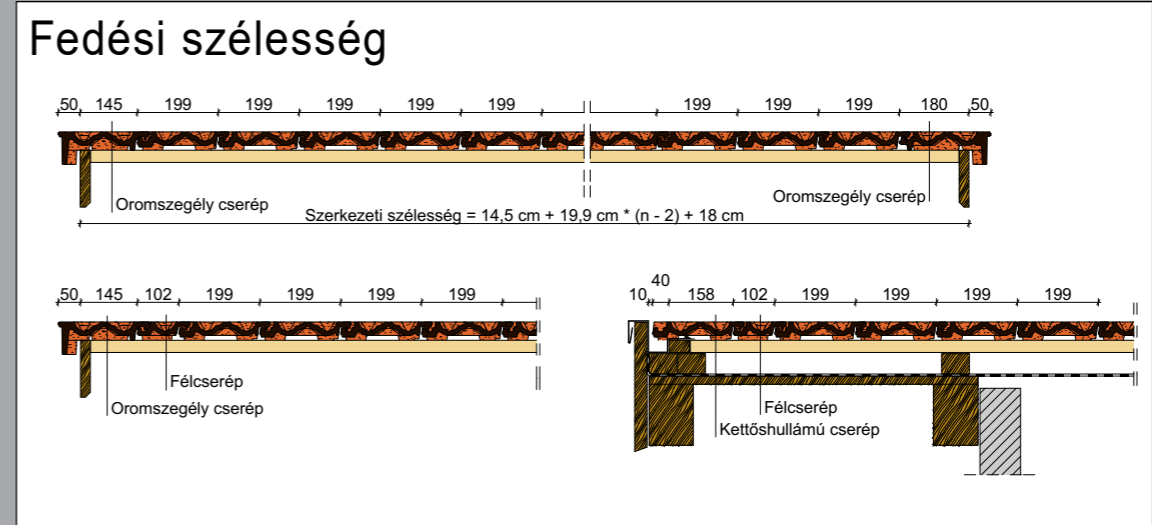 Fedési szélesség
50 145 199 199 199 199 199 199 199 199 180 50
Oromszegély cserép
Oromszegély cserép
Szerkezeti szélesség = 14,5 cm + 19,9 cm * (n - 2) + 18 cm
50 145 102 199 199 199 199
Félcserép
Oromszegély cserép
40
10 158 102 199 199 199 199
Félcserép
Kettőshullámú cserép